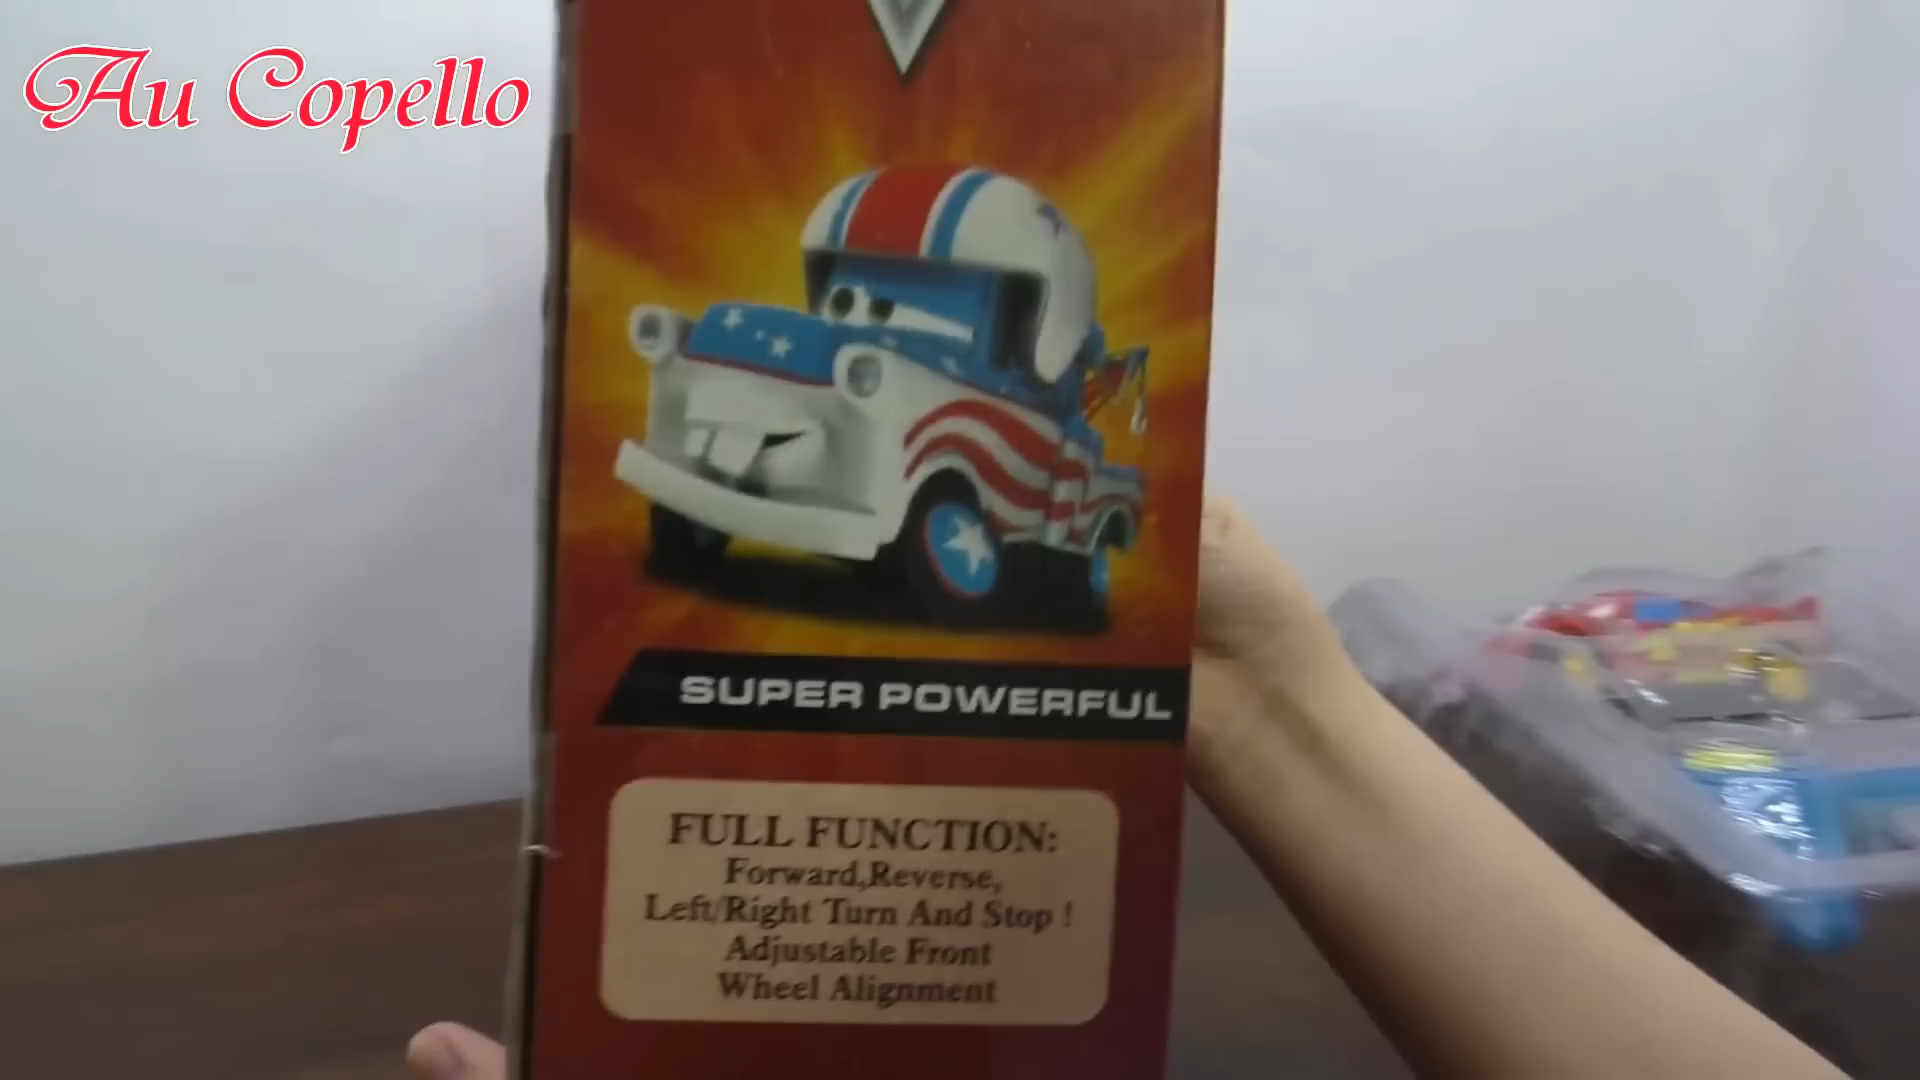 Au Copello
SUPER POWERFUL
FULL FUNCTION:
Forward,Reverse,
Left/Right Turn And Stop !
Adjustable Front
Wheel Alignment